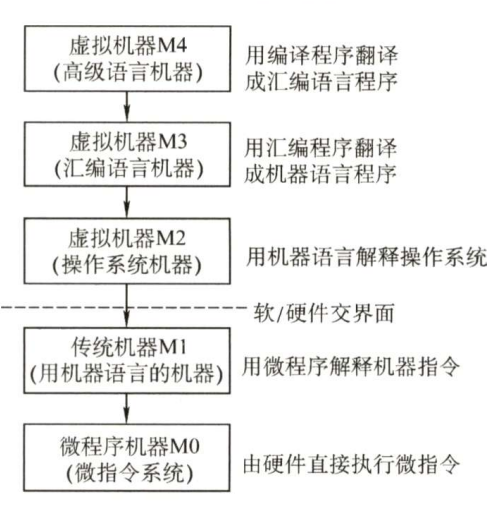 虚拟机器M4
(高级语言机器)
用编译程序翻译
成汇编语言程序
虚拟机器M3
(汇编语言机器)
用汇编程序翻译
成机器语言程序
虚拟机器M2
(操作系统机器)
用机器语言解释操作系统
软/硬件交界面
传统机器M1
(用机器语言的机器)
用微程序解释机器指令
微程序机器M0
(微指令系统)
由硬件直接执行微指令